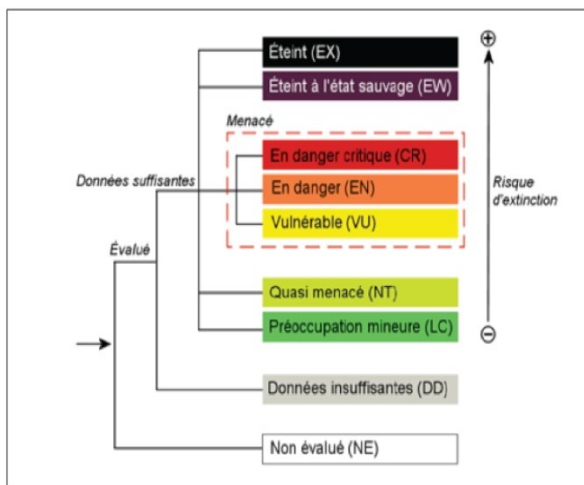 Éteint (EX)
Éteint à l'état sauvage (EW)
Menacé
En danger critique (CR)
Données suffisantes
En danger (EN)
Risque
d'extinction
Vulnérable (VU)
Évalué
Quasi menacé (NT)
Préoccupation mineure (LC)
Données insuffisantes (DD)
Non évalué (NE)